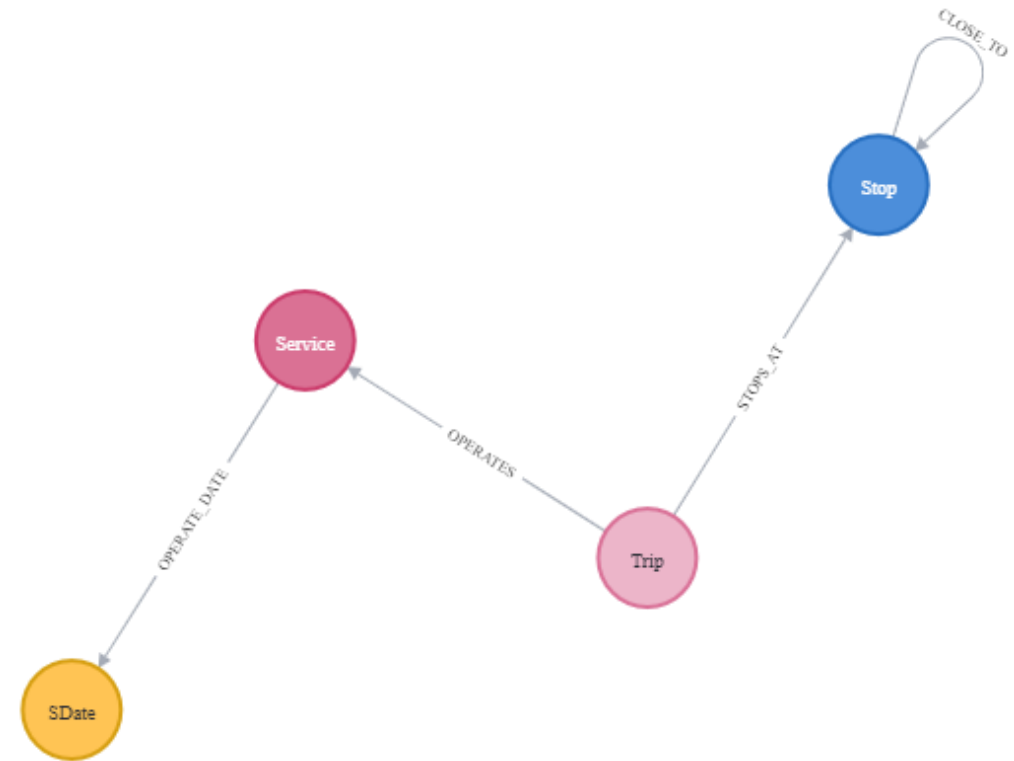 CLOSE_TO
Stop
Service
STOPS_AT
OPERATES
OPERATE_DATE
Trip
SDate